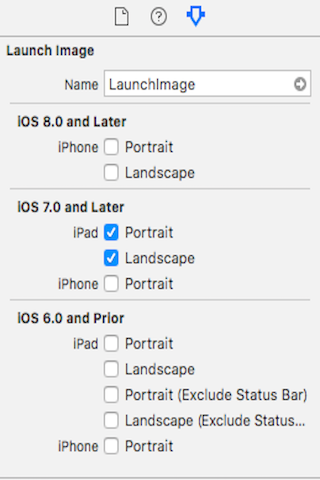 Launch Image
Name LaunchImage
iOS 8.0 and Later
iPhone Portrait
Landscape
iOS 7.0 and Later
iPad Portrait
Landscape
iPhone Portrait
iOS 6.0 and Prior
iPad Portrait
Landscape
Portrait (Exclude Status Bar)
Landscape (Exclude Status...
iPhone Portrait